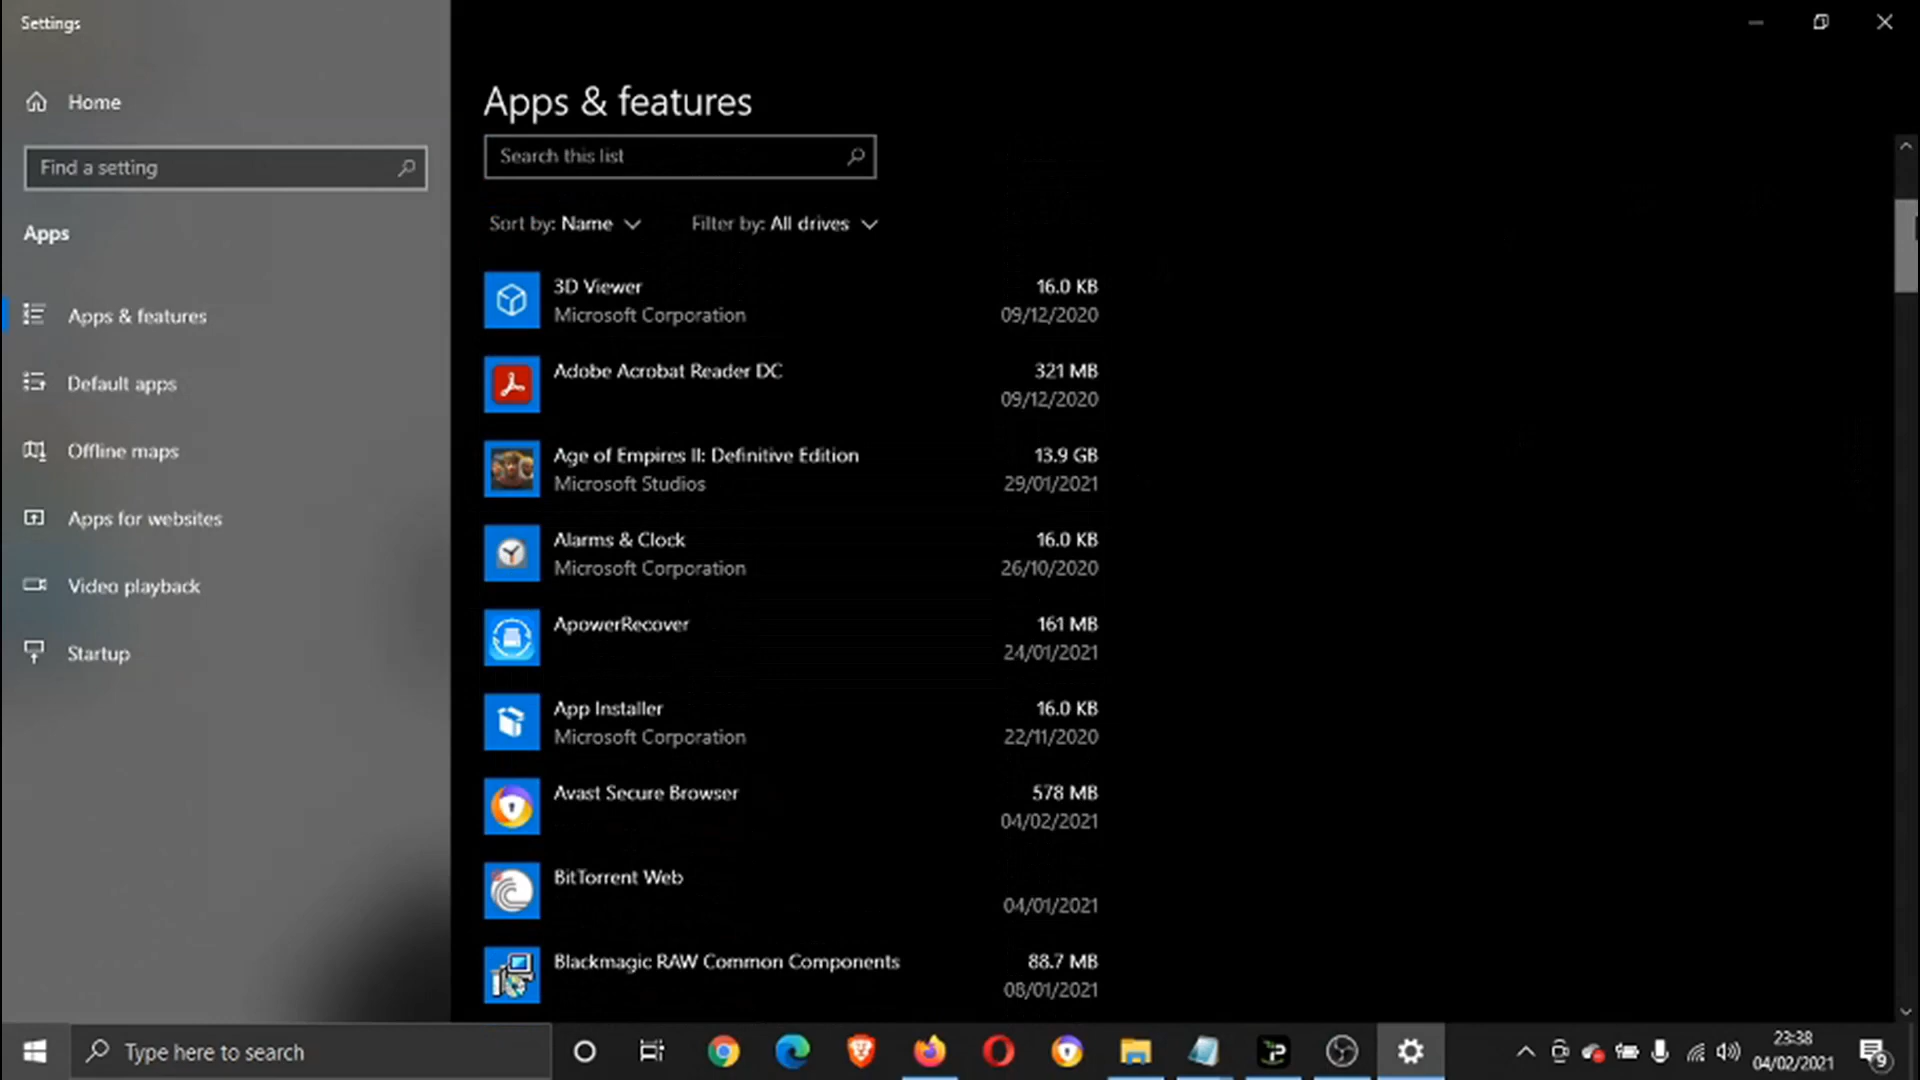 Settings
Home
Find a setting
Apps
Apps & features
Default apps
Offline maps
Apps for websites
Video playback
Startup
Apps & features
Search this list
Sort by: Name
Filter by: All drives
3D Viewer 16.0 KB
Microsoft Corporation 09/12/2020
Adobe Acrobat Reader DC 321 MB
09/12/2020
Age of Empires II: Definitive Edition 13.9 GB
Microsoft Studios 29/01/2021
Alarms & Clock 16.0 KB
Microsoft Corporation 26/10/2020
ApowerRecover 161 MB
24/01/2021
App Installer 16.0 KB
Microsoft Corporation 22/11/2020
Avast Secure Browser 578 MB
04/02/2021
BitTorrent Web
04/01/2021
Blackmagic RAW Common Components 88.7 MB
08/01/2021
Type here to search
23:38
04/02/2021
9